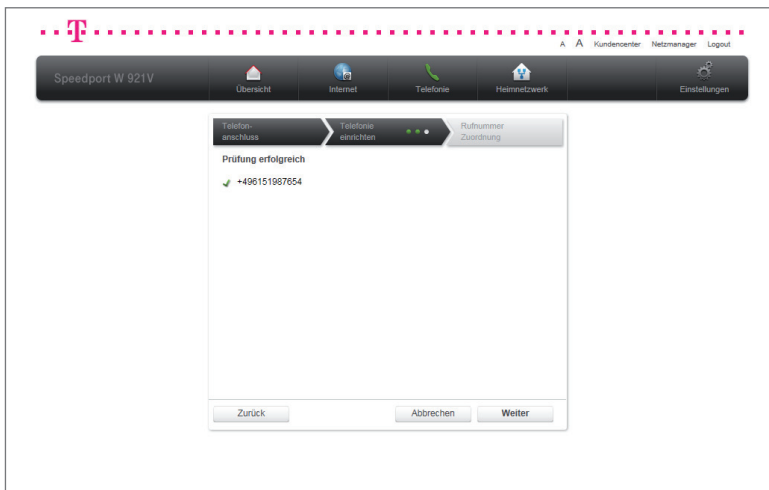 T
A A Kundencenter Netzmanager Logout
Speedport W 921V
Übersicht Internet Telefonie Heimnetzwerk Einstellungen
Telefon-
anschluss
Telefonie
einrichten
Rufnummer
Zuordnung
Prüfung erfolgreich
+496151987654
Zurück Abbrechen Weiter